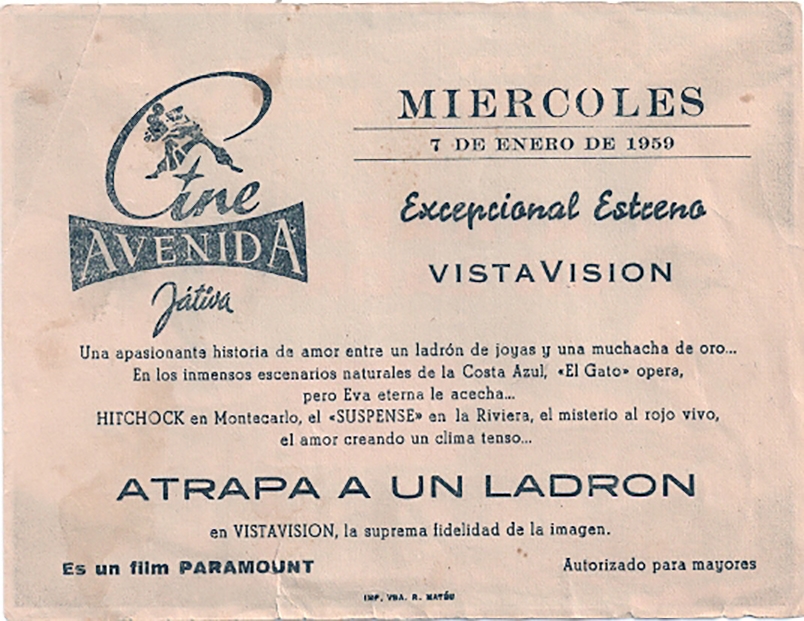 Cine
AVENIDA
Játiva
MIERCOLES
7 DE ENERO DE 1959
Excepcional Estreno
VISTAVISION
Una apasionante historia de amor entre un ladrón de joyas y una muchacha de oro...
En los inmensos escenarios naturales de la Costa Azul, «El Gato» opera,
pero Eva eterna le acecha...
HITCHOCK en Montecarlo, el «SUSPENSE» en la Riviera, el misterio al rojo vivo,
el amor creando un clima tenso...
ATRAPA A UN LADRON
en VISTAVISION, la suprema fidelidad de la imagen.
Es un film PARAMOUNT
Autorizado para mayores
IMP. VDA. R. MATÉU